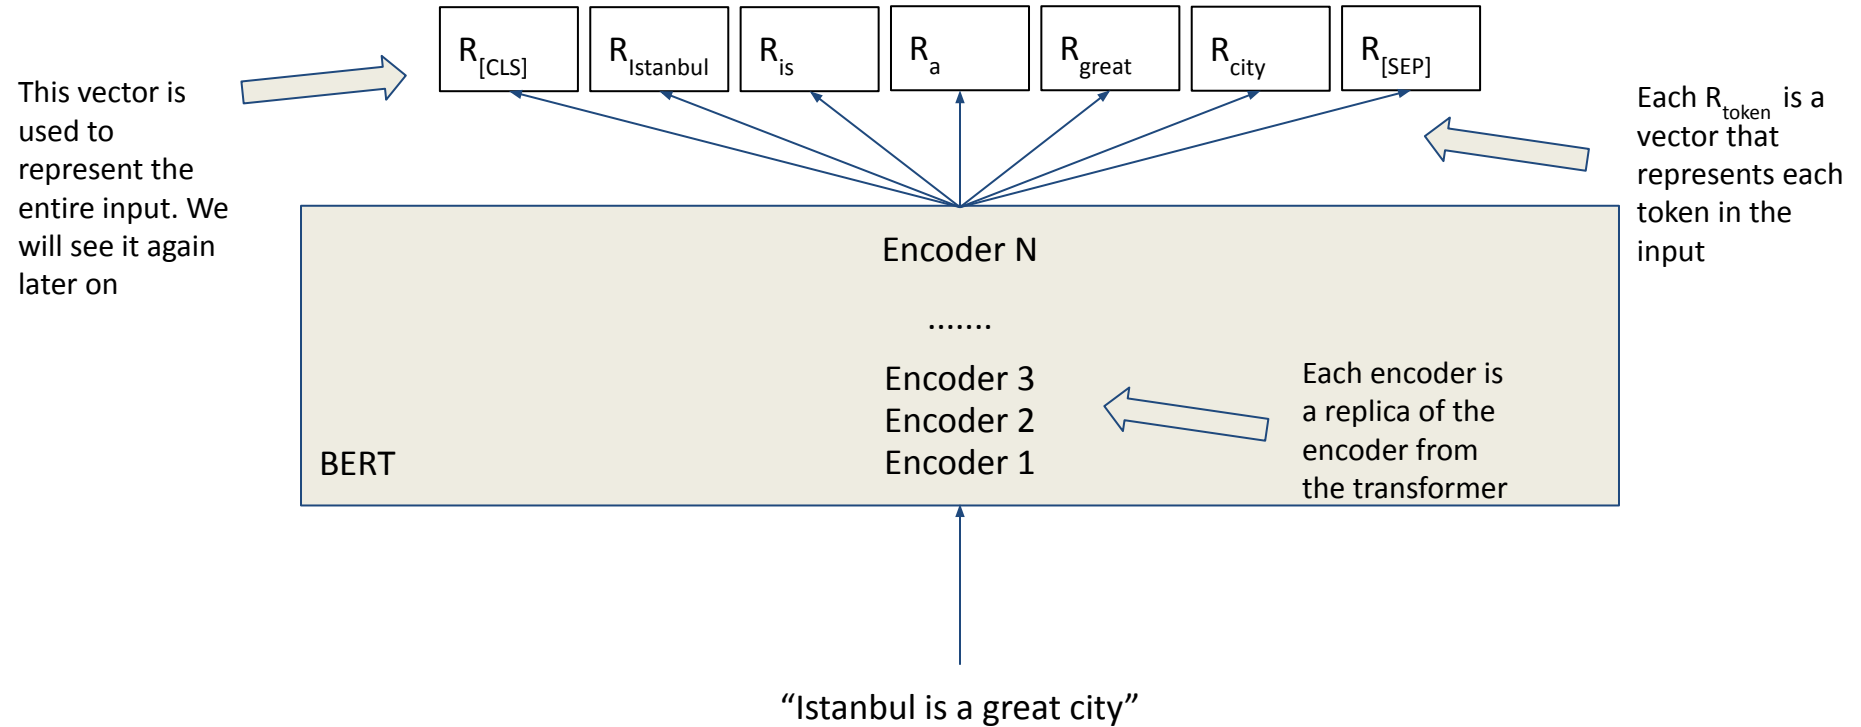 R[CLS] RIstanbul Ris Ra Rgreat Rcity R[SEP]
This vector is
used to
represent the
entire input. We
will see it again
later on
Each Rtoken is a
vector that
represents each
token in the
input
Encoder N
.......
Encoder 3
Encoder 2
Encoder 1
Each encoder is
a replica of the
encoder from
the transformer
BERT
“Istanbul is a great city”